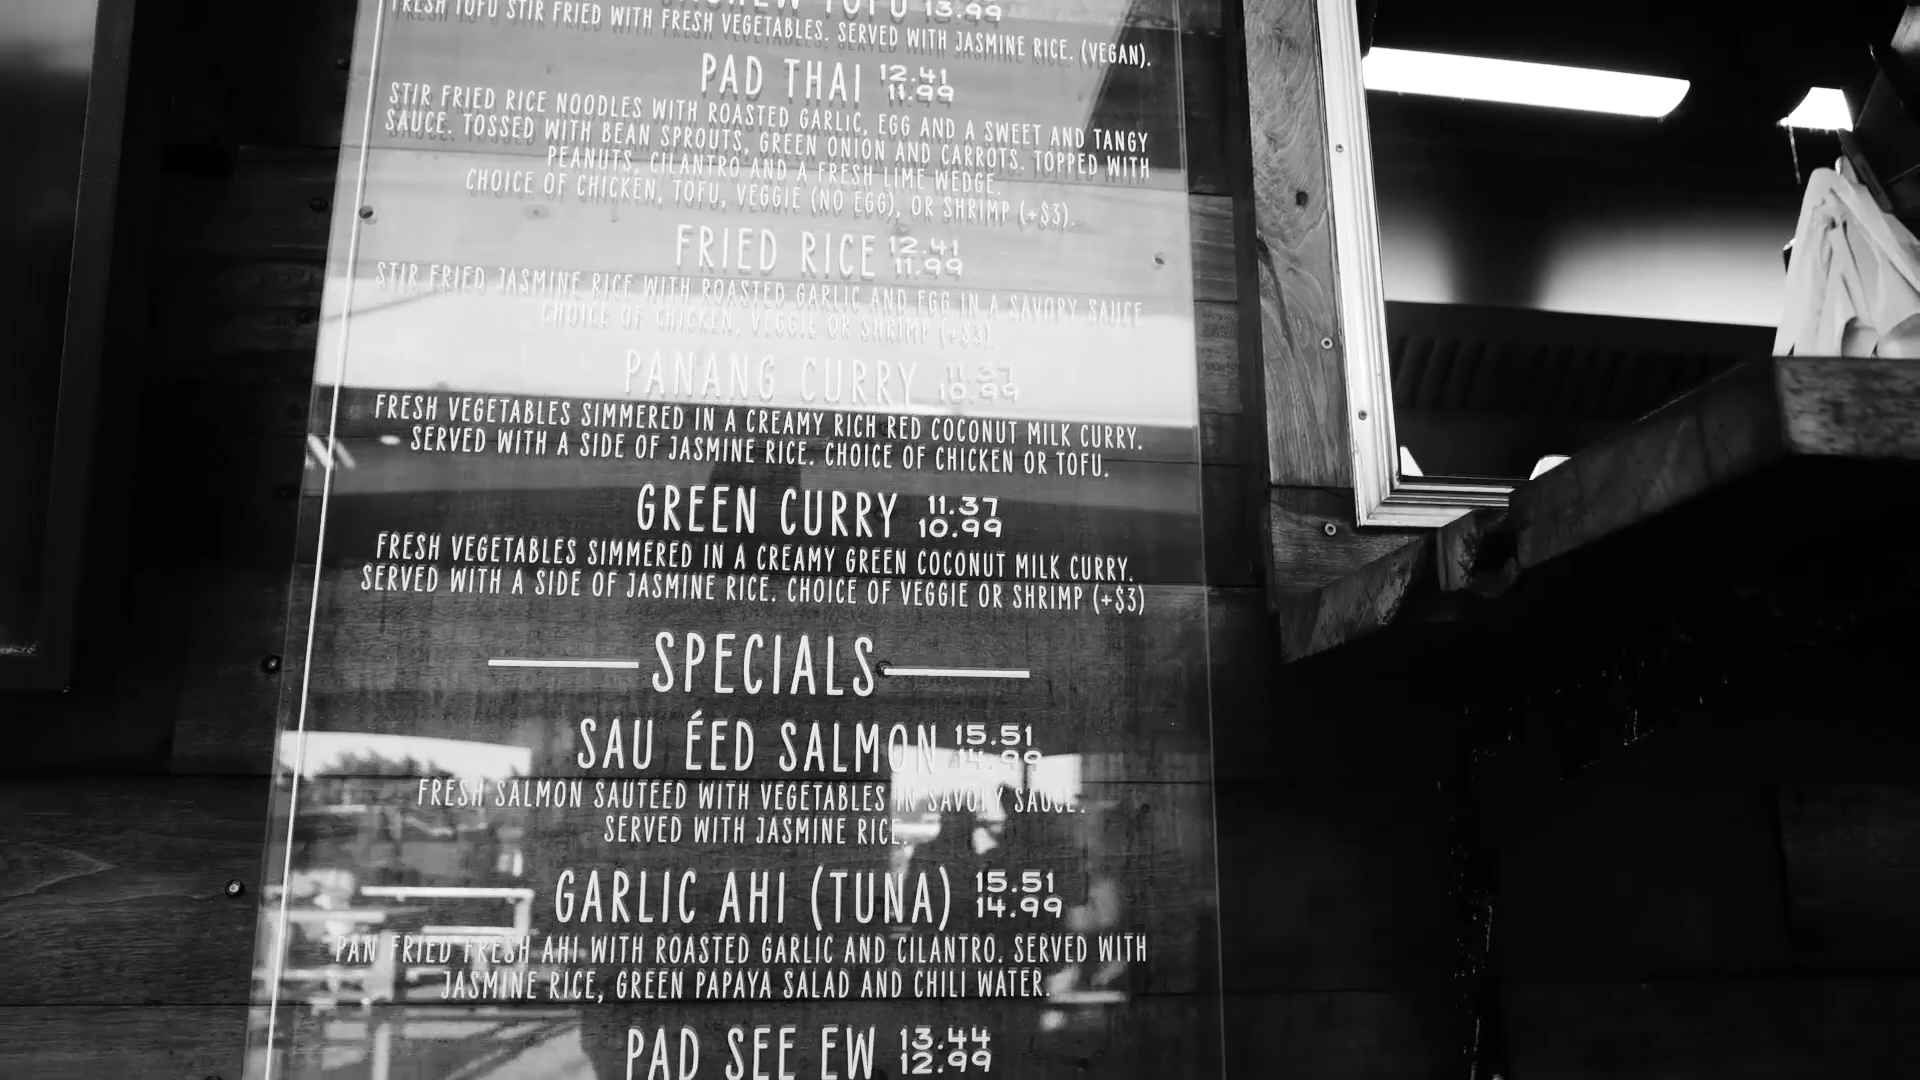 TOFU 13.99
FRESH TOFU STIR FRIED WITH FRESH VEGETABLES. SERVED WITH JASMINE RICE. (VEGAN).
PAD THAI 12.41
11.99
STIR FRIED RICE NOODLES WITH ROASTED GARLIC, EGG AND A SWEET AND TANGY
SAUCE. TOSSED WITH BEAN SPROUTS, GREEN ONION AND CARROTS. TOPPED WITH
PEANUTS, CILANTRO AND A FRESH LIME WEDGE.
CHOICE OF CHICKEN, TOFU, VEGGIE (NO EGG), OR SHRIMP (+$3).
FRIED RICE 12.41
11.99
STIR FRIED JASMINE RICE WITH ROASTED GARLIC AND EGG IN A SAVORY SAUCE
CHOICE OF CHICKEN, VEGGIE OR SHRIMP (+$3).
PANANG CURRY 11.37
10.99
FRESH VEGETABLES SIMMERED IN A CREAMY RICH RED COCONUT MILK CURRY.
SERVED WITH A SIDE OF JASMINE RICE. CHOICE OF CHICKEN OR TOFU.
GREEN CURRY 11.37
10.99
FRESH VEGETABLES SIMMERED IN A CREAMY GREEN COCONUT MILK CURRY.
SERVED WITH A SIDE OF JASMINE RICE. CHOICE OF VEGGIE OR SHRIMP (+$3)
SPECIALS
SAU ÉED SALMON 15.51
14.99
FRESH SALMON SAUTEED WITH VEGETABLES IN SAVORY SAUCE.
SERVED WITH JASMINE RICE.
GARLIC AHI (TUNA) 15.51
14.99
PAN FRIED FRESH AHI WITH ROASTED GARLIC AND CILANTRO. SERVED WITH
JASMINE RICE, GREEN PAPAYA SALAD AND CHILI WATER.
PAD SEE EW 13.44
12.99